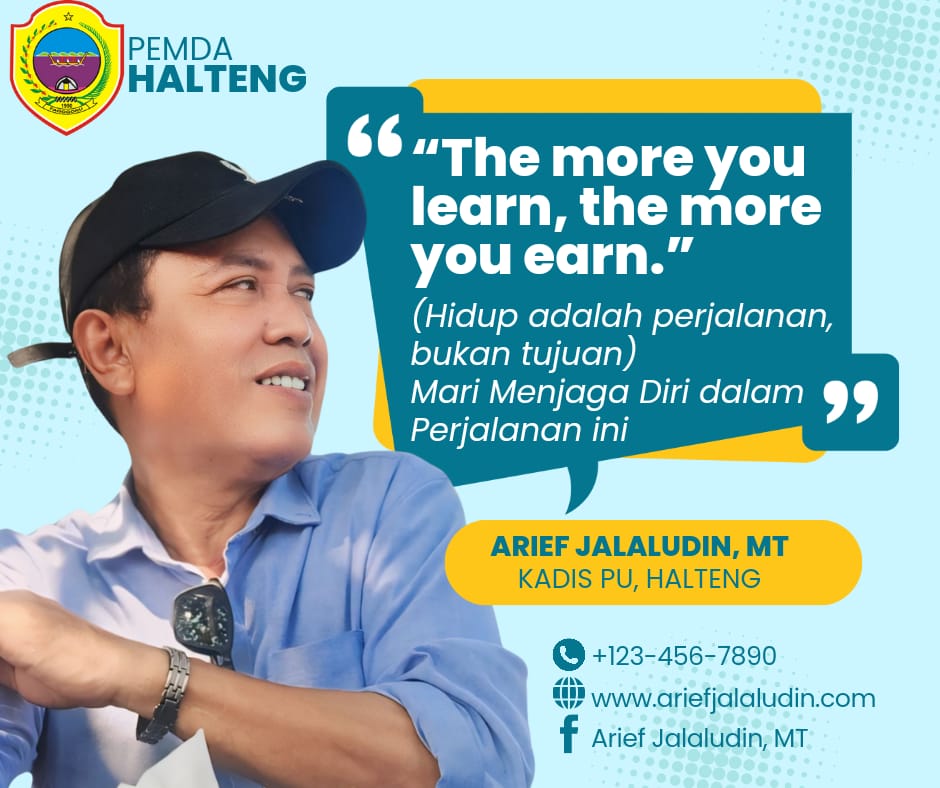 PEMDA
HALTENG
“The more you
learn, the more
you earn.”
(Hidup adalah perjalanan,
bukan tujuan)
Mari Menjaga Diri dalam
Perjalanan ini
ARIEF JALALUDIN, MT
KADIS PU, HALTENG
+123-456-7890
www.ariefjalaludin.com
Arief Jalaludin, MT